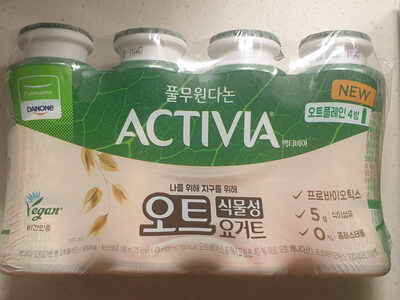 Pulmuone
DANONE
풀무원다논
ACTIVIA
액티비아
NEW
오트플레인 4병
나를 위해 지구를 위해
오트 식물성 요거트
Vegan
비건인증
✓ 프로바이오틱스
✓ 5g 식이섬유
✓ 0% 콜레스테롤